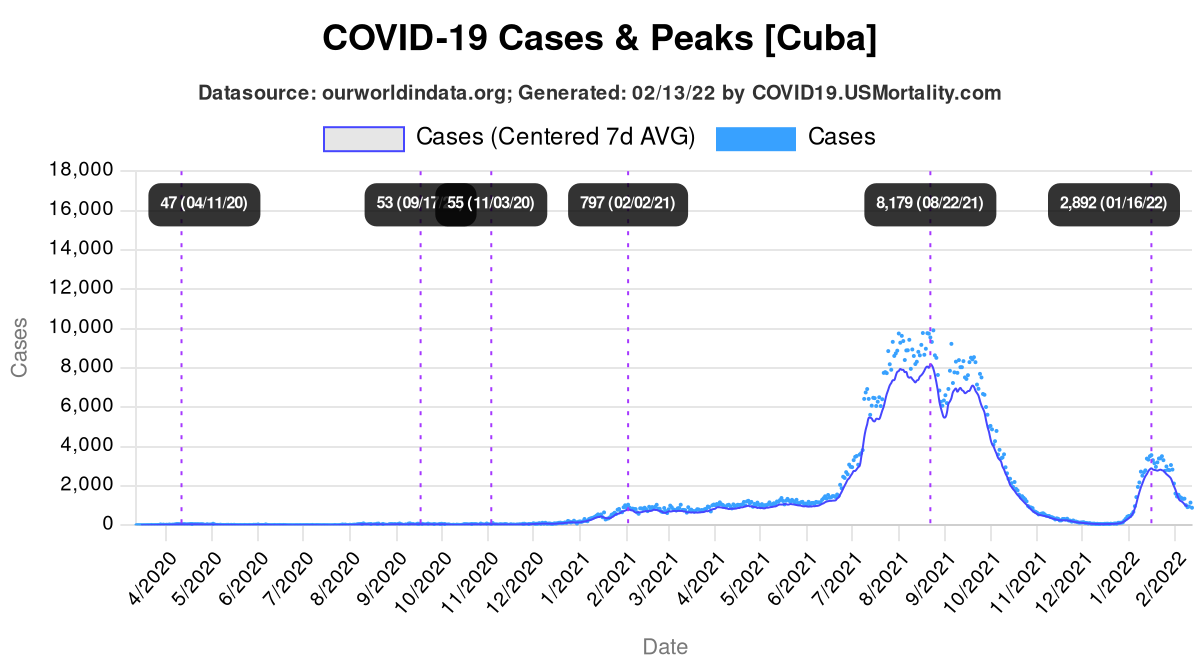 COVID-19 Cases & Peaks [Cuba]
Datasource: ourworldindata.org; Generated: 02/13/22 by COVID19.USMortality.com
Cases (Centered 7d AVG) Cases
18,000
16,000
14,000
12,000
10,000
8,000
6,000
4,000
2,000
0
Cases
47 (04/11/20) 53 (09/17/ 55 (11/03/20) 797 (02/02/21) 8,179 (08/22/21) 2,892 (01/16/22)
4/2020 5/2020 6/2020 7/2020 8/2020 9/2020 10/2020 11/2020 12/2020 1/2021 2/2021 3/2021 4/2021 5/2021 6/2021 7/2021 8/2021 9/2021 10/2021 11/2021 12/2021 1/2022 2/2022
Date